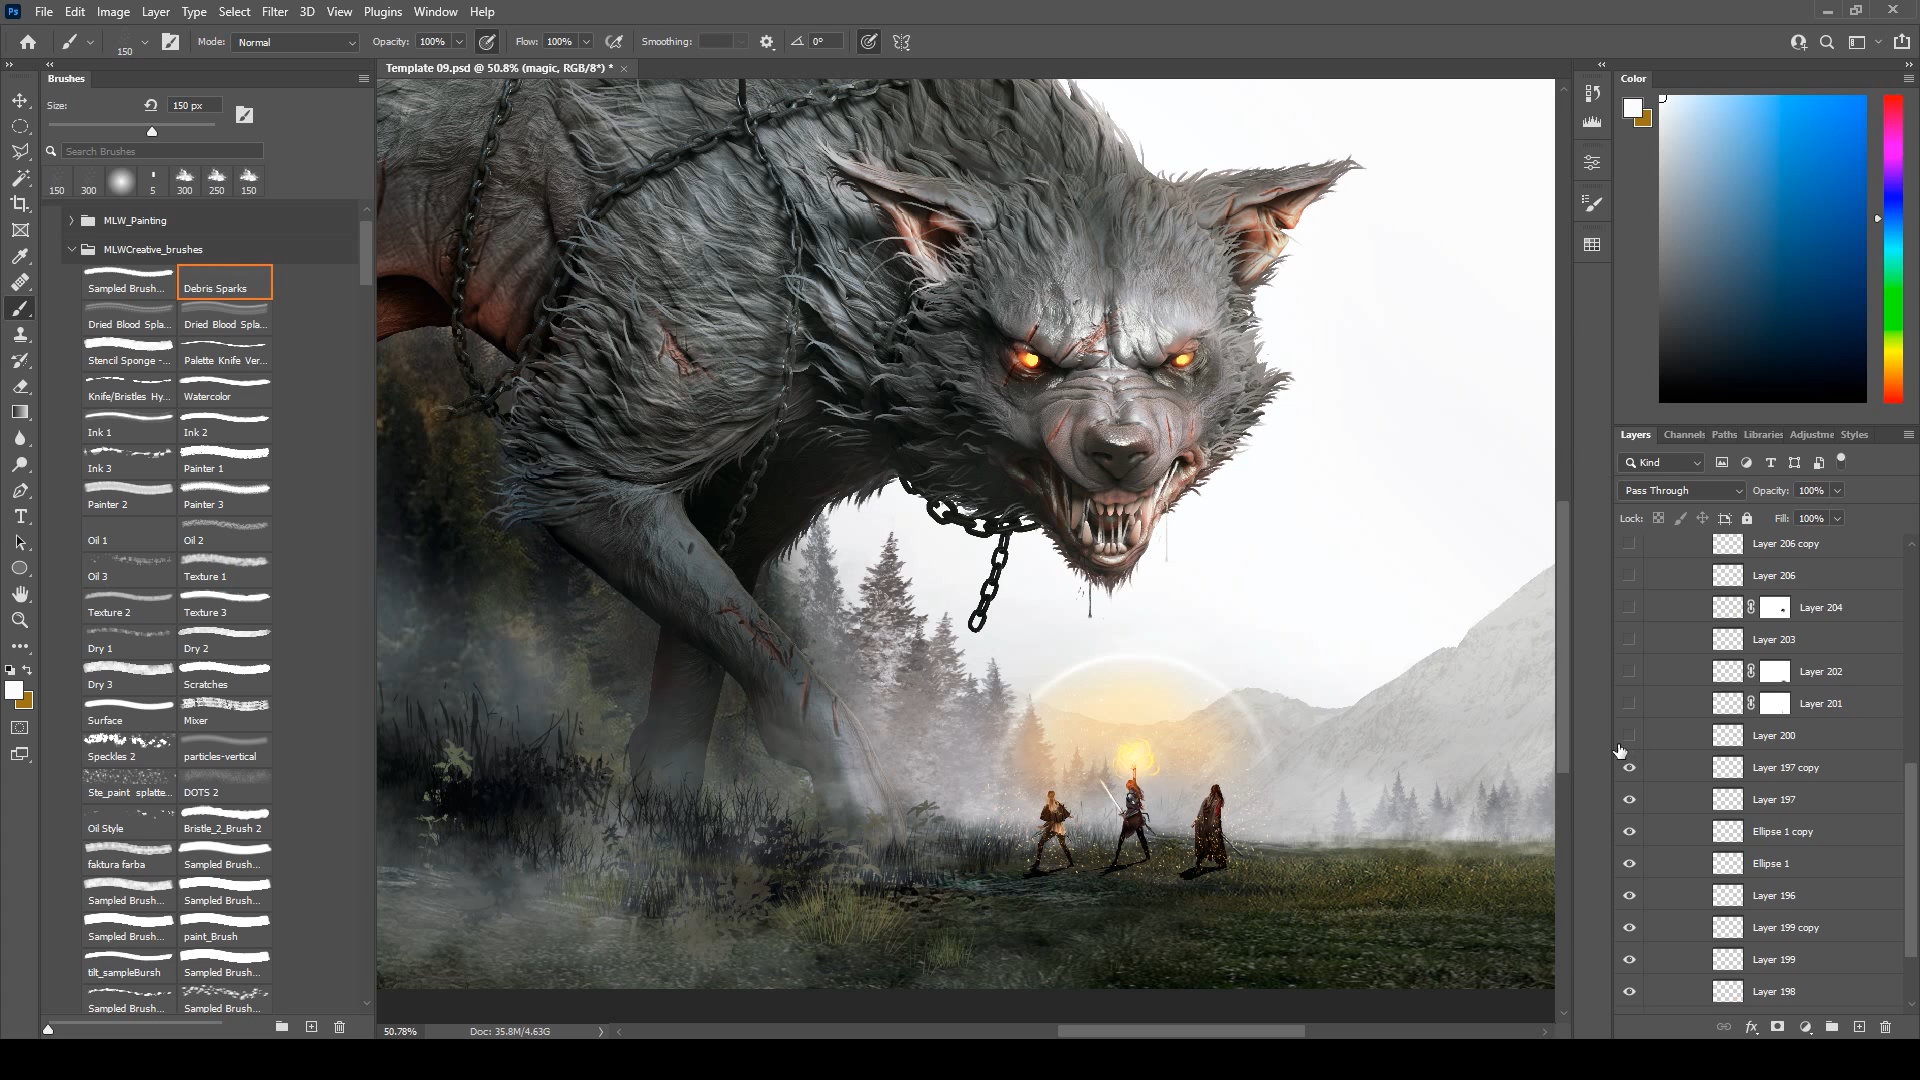 Ps File Edit Image Layer Type Select Filter 3D View Plugins Window Help
150 Mode: Normal Opacity: 100% Flow: 100% Smoothing: 0°
Brushes
Template 09.psd @ 50.8% (magic, RGB/8*) *
Color
Size: 150 px
Search Brushes
150 300 5 300 250 150
MLW_Painting
MLWCreative_brushes
Sampled Brush... Debris Sparks
Dried Blood Spla... Dried Blood Spla...
Stencil Sponge -... Palette Knife Ver...
Knife/Bristles Hy... Watercolor
Ink 1 Ink 2
Ink 3 Painter 1
Painter 2 Painter 3
Oil 1 Oil 2
Oil 3 Texture 1
Texture 2 Texture 3
Dry 1 Dry 2
Dry 3 Scratches
Surface Mixer
Speckles 2 particles-vertical
Ste_paint splatte... DOTS 2
Oil Style Bristle_2_Brush 2
faktura farba Sampled Brush...
Sampled Brush... Sampled Brush...
Sampled Brush... paint_Brush
tilt_sampleBursh Sampled Brush...
Sampled Brush... Sampled Brush...
Layers Channels Paths Libraries Adjustme Styles
Kind
Pass Through Opacity: 100%
Lock: Fill: 100%
Layer 206 copy
Layer 206
Layer 204
Layer 203
Layer 202
Layer 201
Layer 200
Layer 197 copy
Layer 197
Ellipse 1 copy
Ellipse 1
Layer 196
Layer 199 copy
Layer 199
Layer 198
50.78% Doc: 35.8M/4.63G
fx